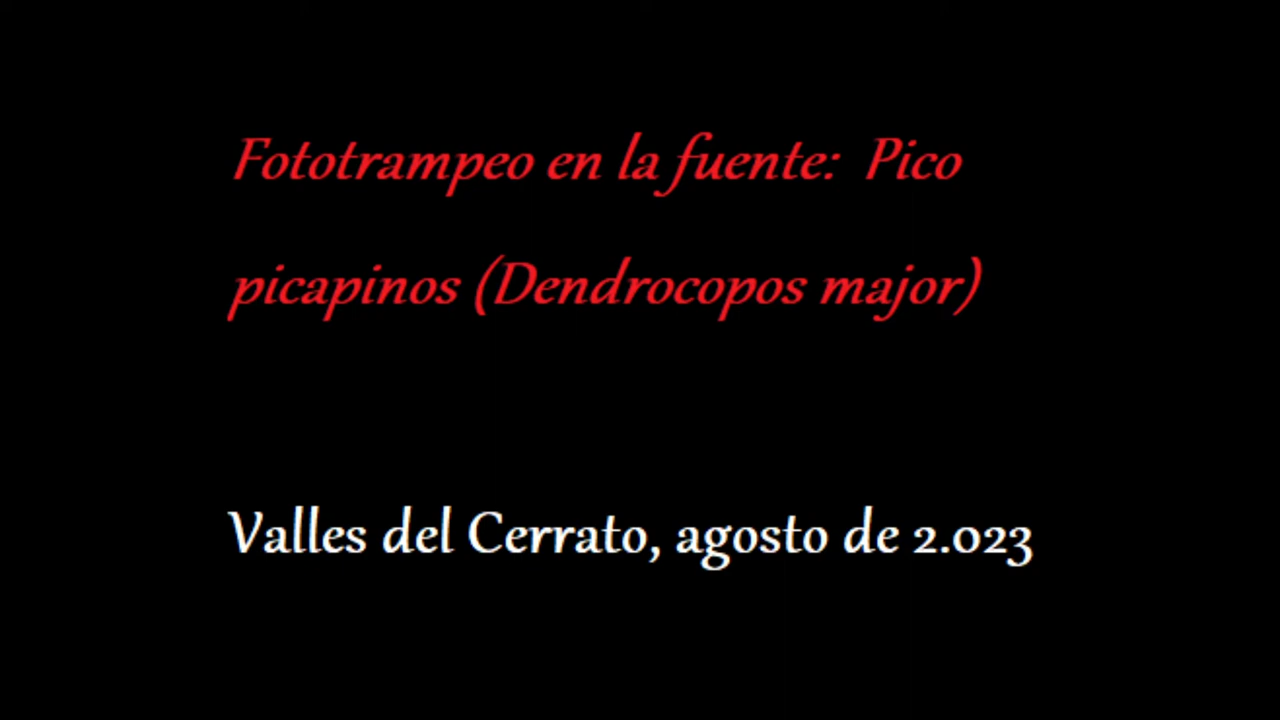 Fototrampeo en la fuente: Pico
picapinos (Dendrocopos major)
Valles del Cerrato, agosto de 2.023